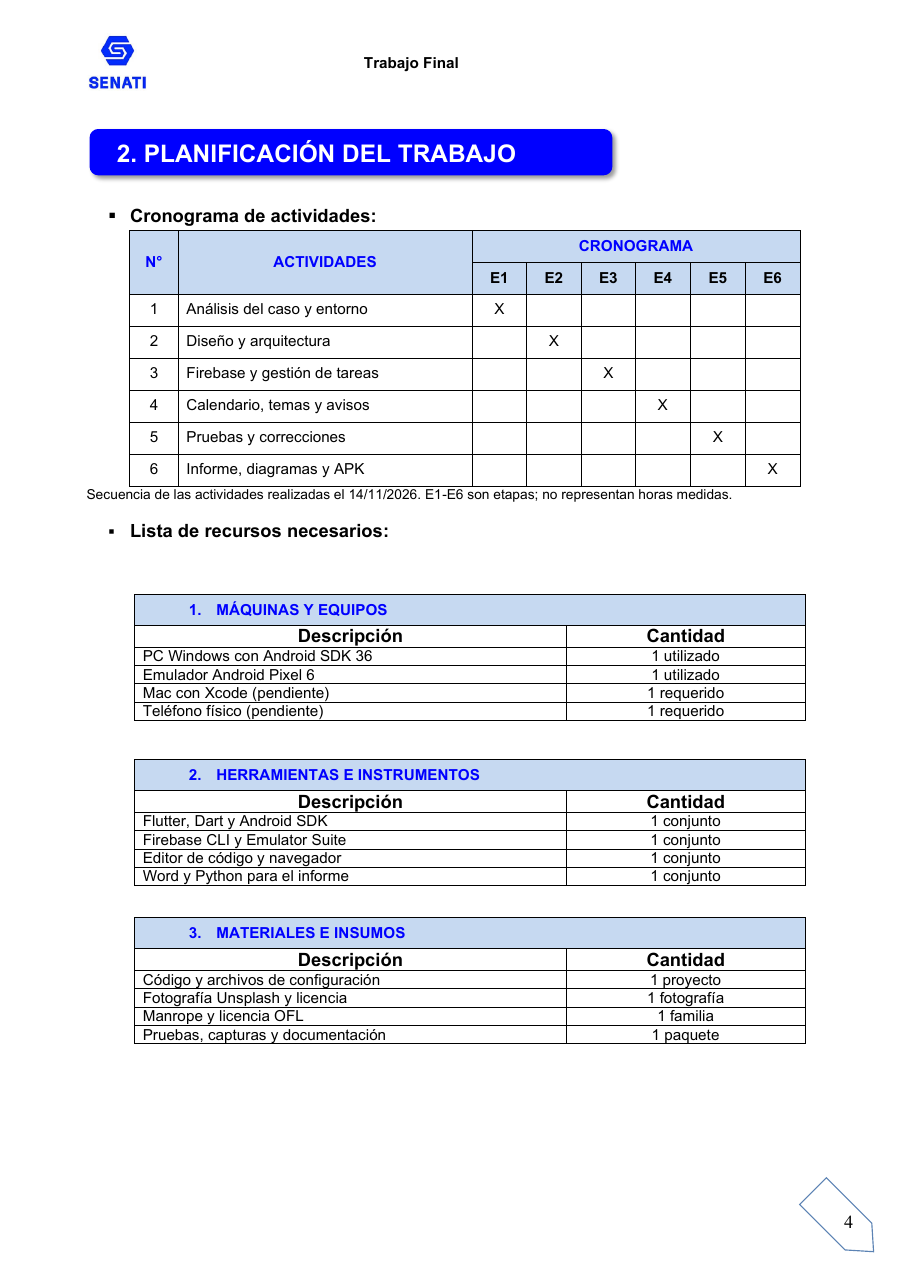 SENATI
Trabajo Final
2. PLANIFICACIÓN DEL TRABAJO
▪ Cronograma de actividades:
N° ACTIVIDADES CRONOGRAMA
E1 E2 E3 E4 E5 E6
1 Análisis del caso y entorno X
2 Diseño y arquitectura X
3 Firebase y gestión de tareas X
4 Calendario, temas y avisos X
5 Pruebas y correcciones X
6 Informe, diagramas y APK X
Secuencia de las actividades realizadas el 14/11/2026. E1-E6 son etapas; no representan horas medidas.
▪ Lista de recursos necesarios:
1. MÁQUINAS Y EQUIPOS
Descripción Cantidad
PC Windows con Android SDK 36 1 utilizado
Emulador Android Pixel 6 1 utilizado
Mac con Xcode (pendiente) 1 requerido
Teléfono físico (pendiente) 1 requerido
2. HERRAMIENTAS E INSTRUMENTOS
Descripción Cantidad
Flutter, Dart y Android SDK 1 conjunto
Firebase CLI y Emulator Suite 1 conjunto
Editor de código y navegador 1 conjunto
Word y Python para el informe 1 conjunto
3. MATERIALES E INSUMOS
Descripción Cantidad
Código y archivos de configuración 1 proyecto
Fotografía Unsplash y licencia 1 fotografía
Manrope y licencia OFL 1 familia
Pruebas, capturas y documentación 1 paquete
4